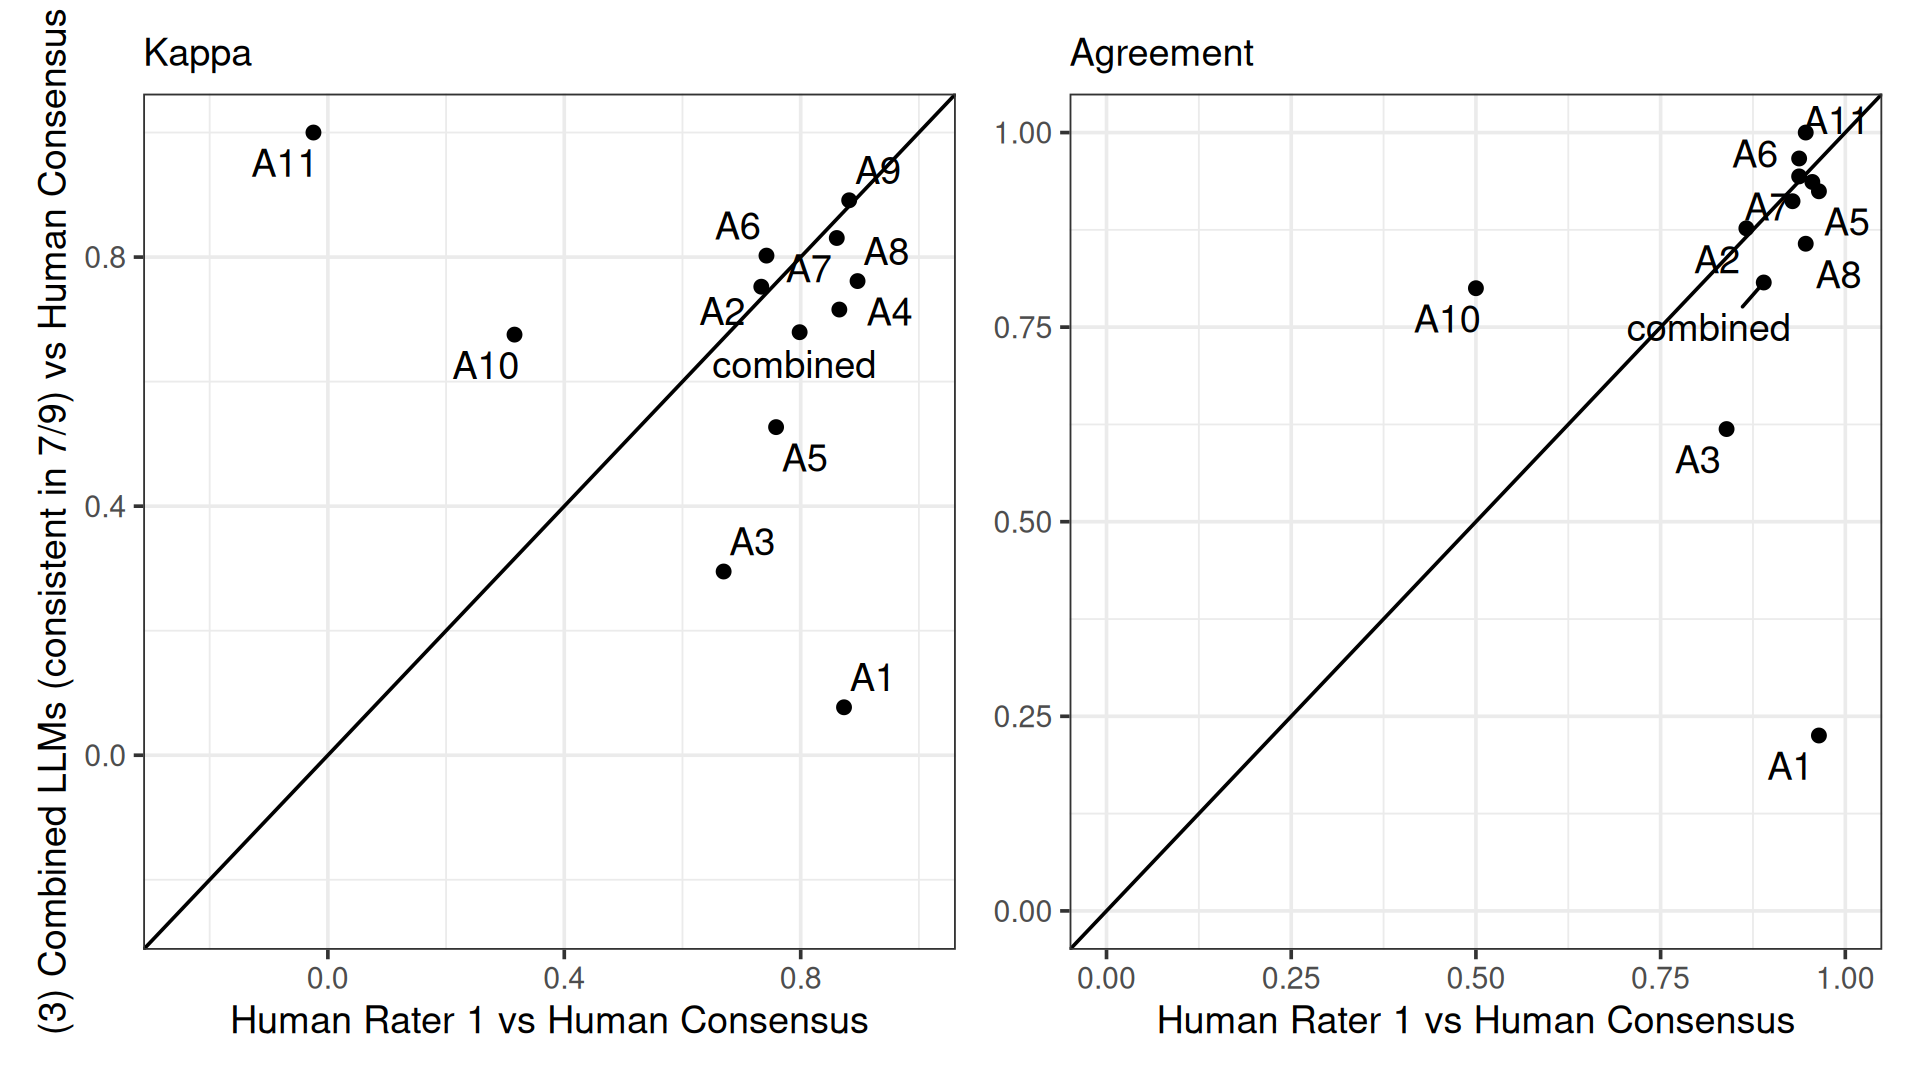 (3) Combined LLMs (consistent in 7/9) vs Human Consensus
Kappa
A11
A9
A6
A8
A7
A2
A4
A10
combined
A5
A3
A1
0.8
0.4
0.0
0.0 0.4 0.8
Human Rater 1 vs Human Consensus
Agreement
A11
A6
A7
A5
A2
A8
A10
combined
A3
A1
1.00
0.75
0.50
0.25
0.00
0.00 0.25 0.50 0.75 1.00
Human Rater 1 vs Human Consensus